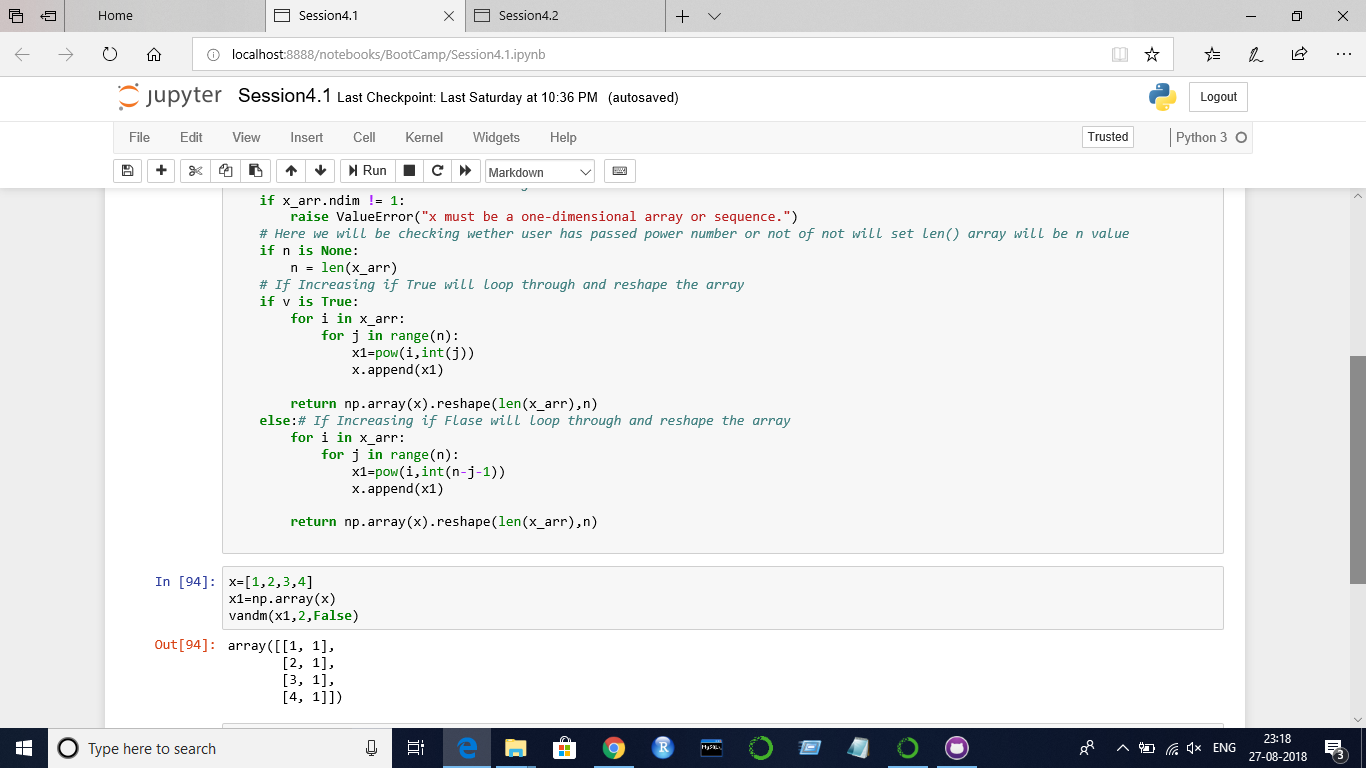 Home
Session4.1
Session4.2
localhost:8888/notebooks/BootCamp/Session4.1.ipynb
jupyter Session4.1 Last Checkpoint: Last Saturday at 10:36 PM (autosaved)
Logout
File Edit View Insert Cell Kernel Widgets Help
Trusted
Python 3
Run
Markdown
if x_arr.ndim != 1:
raise ValueError("x must be a one-dimensional array or sequence.")
# Here we will be checking wether user has passed power number or not of not will set len() array will be n value
if n is None:
n = len(x_arr)
# If Increasing if True will loop through and reshape the array
if v is True:
for i in x_arr:
for j in range(n):
x1=pow(i,int(j))
x.append(x1)
return np.array(x).reshape(len(x_arr),n)
else:# If Increasing if Flase will loop through and reshape the array
for i in x_arr:
for j in range(n):
x1=pow(i,int(n-j-1))
x.append(x1)
return np.array(x).reshape(len(x_arr),n)
In [94]: x=[1,2,3,4]
x1=np.array(x)
vandm(x1,2,False)
Out[94]: array([[1, 1],
[2, 1],
[3, 1],
[4, 1]])
Type here to search
R
MySQL
ENG
23:18
27-08-2018
3